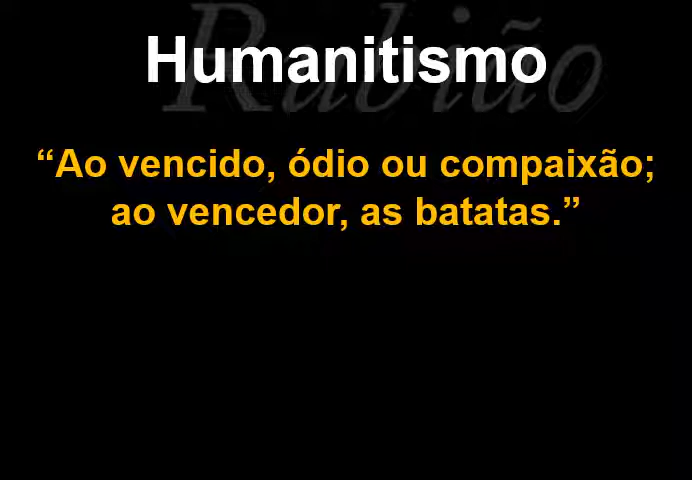 Rubião
Humanitismo
“Ao vencido, ódio ou compaixão;
ao vencedor, as batatas.”